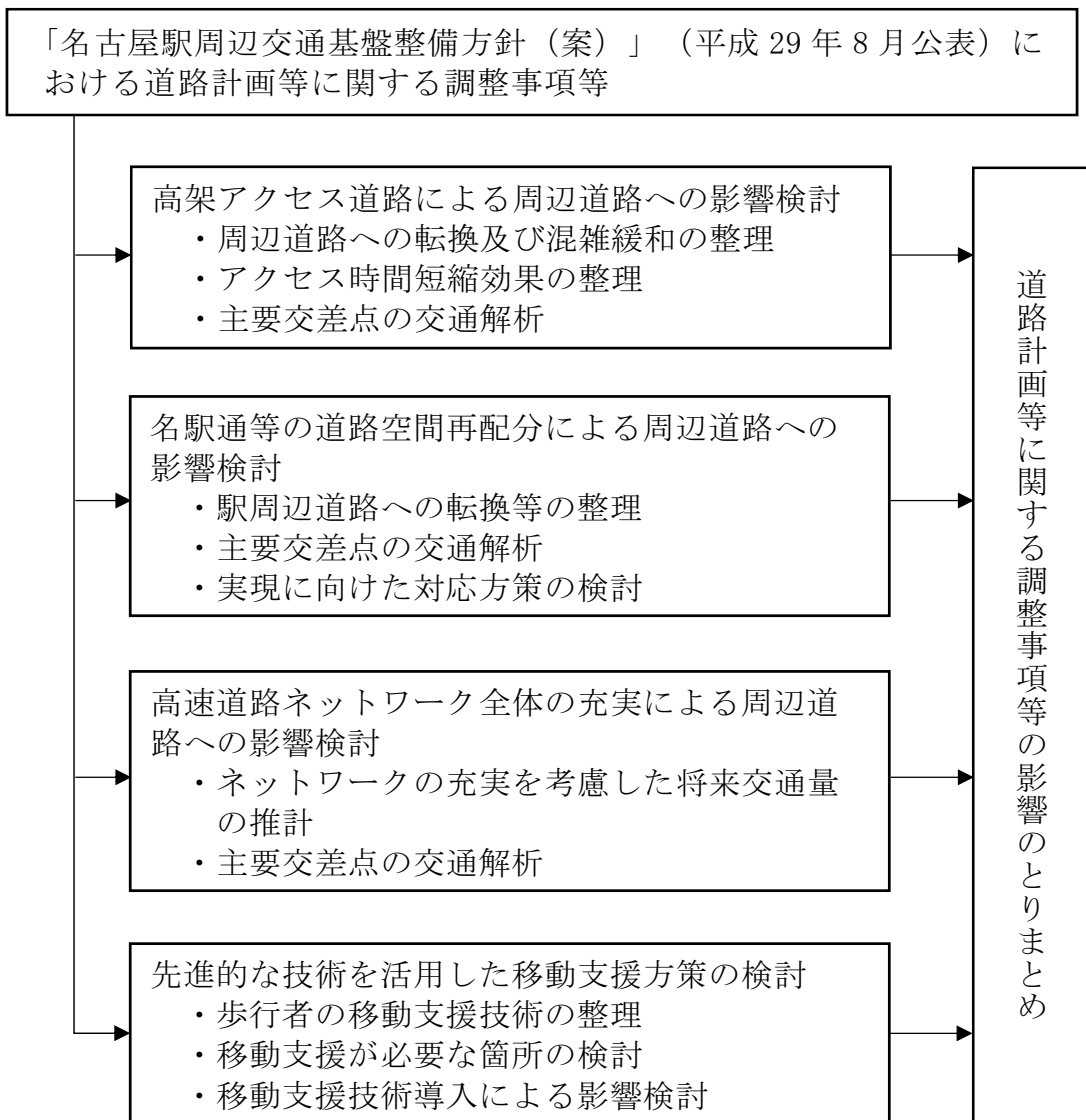 「名古屋駅周辺交通基盤整備方針（案）」（平成 29 年 8 月公表）に
おける道路計画等に関する調整事項等
高架アクセス道路による周辺道路への影響検討
・周辺道路への転換及び混雑緩和の整理
・アクセス時間短縮効果の整理
・主要交差点の交通解析
名駅通等の道路空間再配分による周辺道路への
影響検討
・駅周辺道路への転換等の整理
・主要交差点の交通解析
・実現に向けた対応方策の検討
高速道路ネットワーク全体の充実による周辺道
路への影響検討
・ネットワークの充実を考慮した将来交通量
の推計
・主要交差点の交通解析
先進的な技術を活用した移動支援方策の検討
・歩行者の移動支援技術の整理
・移動支援が必要な箇所の検討
・移動支援技術導入による影響検討
道路計画等に関する調整事項等の影響のとりまとめ